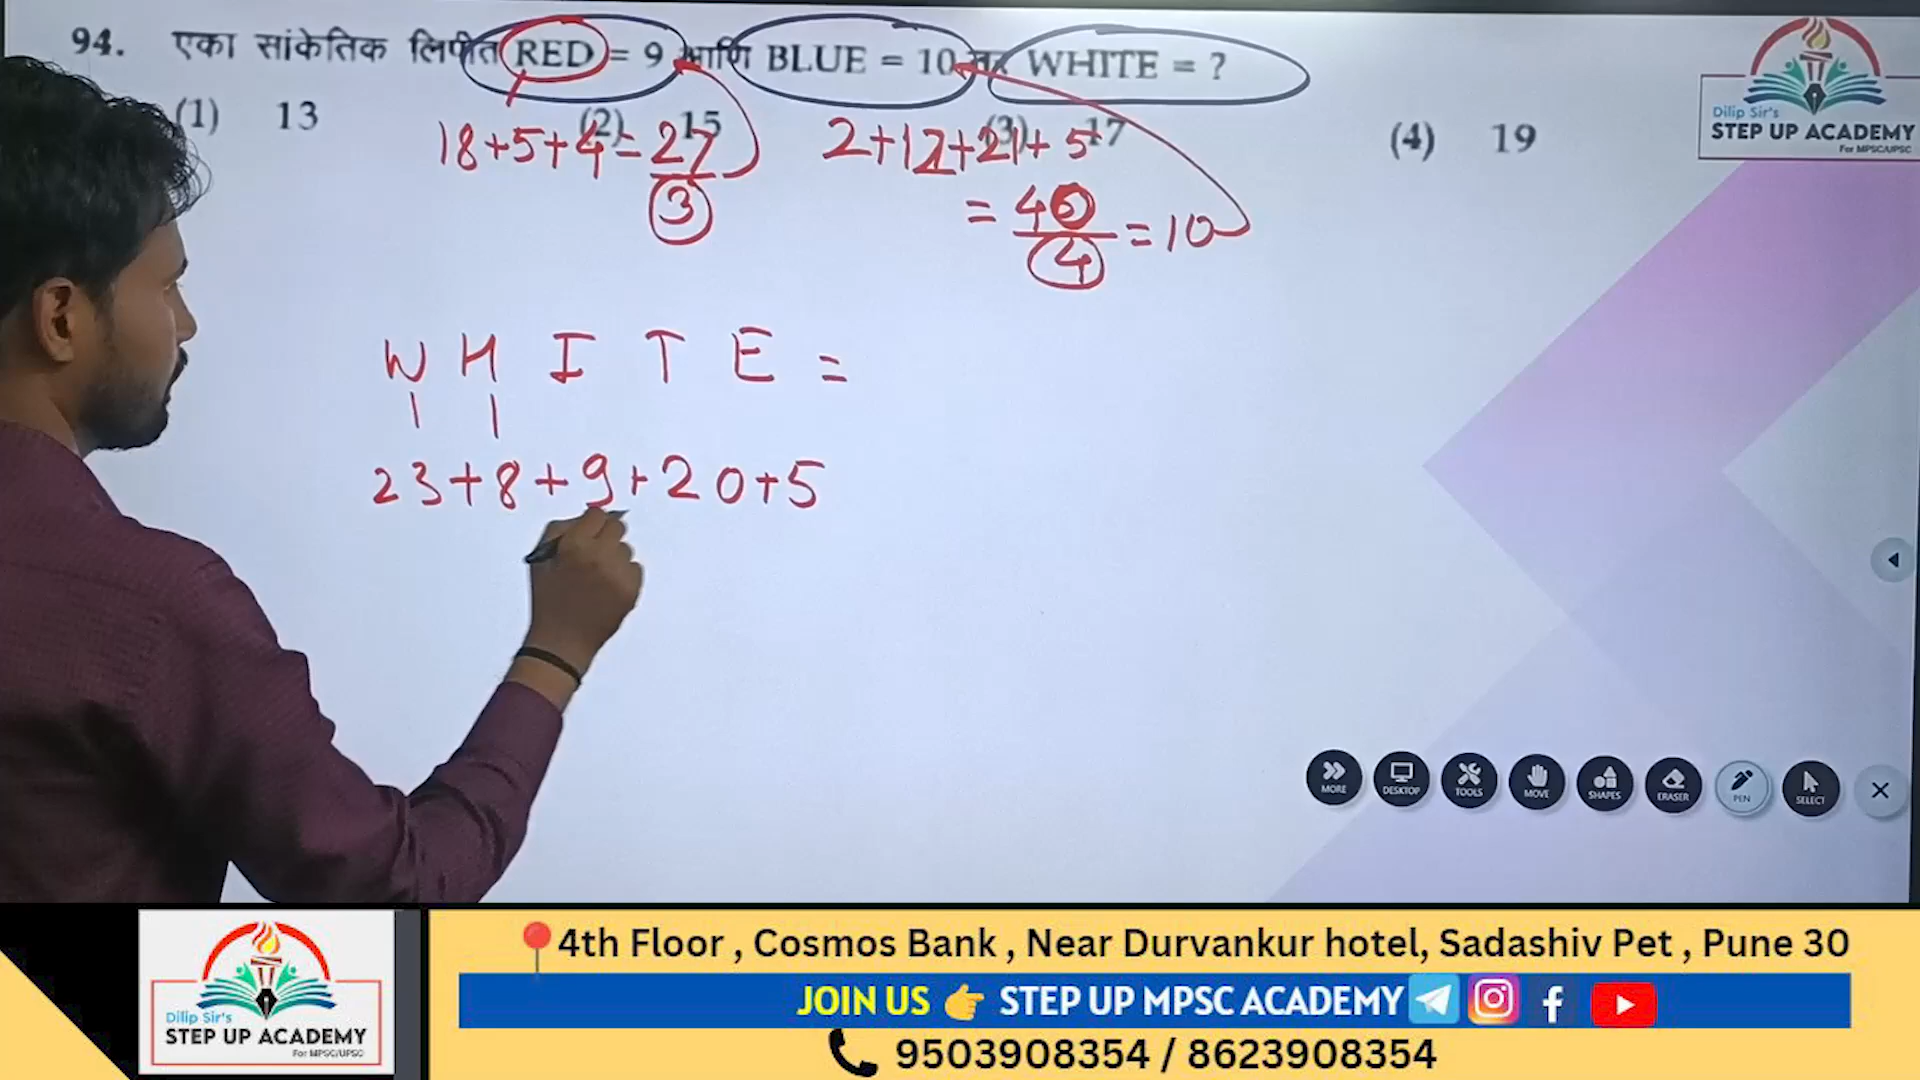 94. एका सांकेतिक लिपीत RED = 9 आणि BLUE = 10 तर WHITE = ?
(1) 13 (2) 15 (3) 17 (4) 19
18+5+4=27
3
2+12+21+5
= 40
4
=10
W H I T E =
23+8+9+20+5
Dilip Sir's
STEP UP ACADEMY
For MPSC/UPSC
MORE DESKTOP TOOLS MOVE SHAPES ERASER PEN SELECT
Dilip Sir's
STEP UP ACADEMY
For MPSC/UPSC
4th Floor , Cosmos Bank , Near Durvankur hotel, Sadashiv Pet , Pune 30
JOIN US 👉 STEP UP MPSC ACADEMY
9503908354 / 8623908354